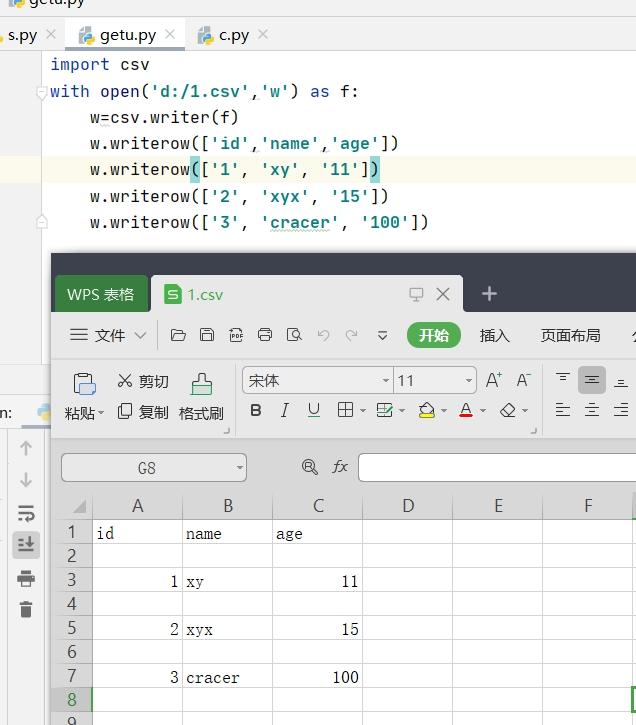 getu.py
s.py getu.py c.py
import csv
with open('d:/1.csv','w') as f:
w=csv.writer(f)
w.writerow(['id','name','age'])
w.writerow(['1', 'xy', '11'])
w.writerow(['2', 'xyx', '15'])
w.writerow(['3', 'cracer', '100'])
WPS 表格 S 1.csv
文件 开始 插入 页面布局
n:
粘贴 剪切 复制 格式刷 宋体 11 A+ A-
B I U A
G8 fx
A B C D E F
1 id name age
2
3 1 xy 11
4
5 2 xyx 15
6
7 3 cracer 100
8
9